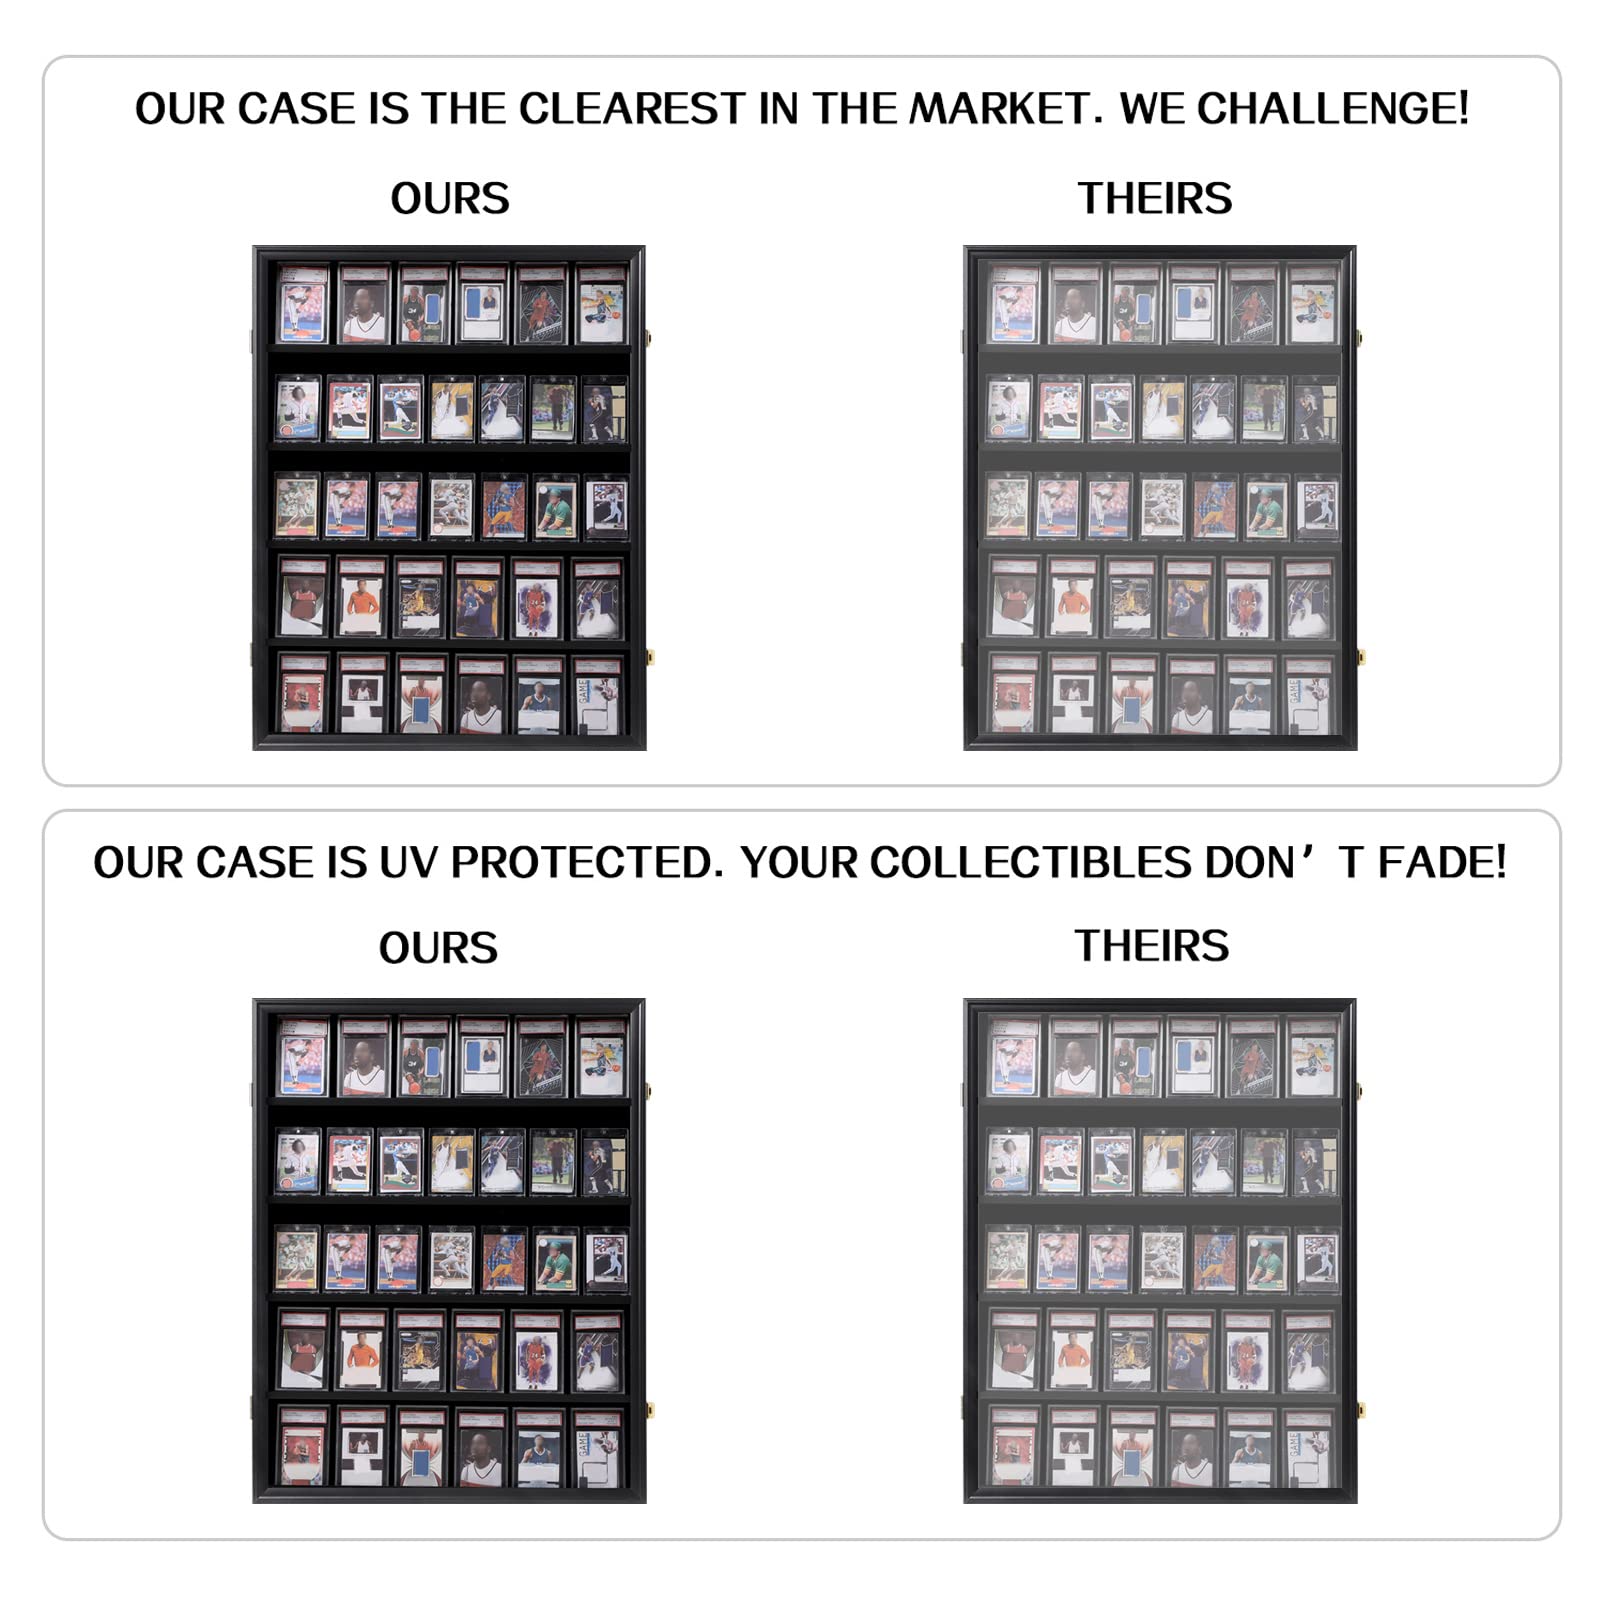 OUR CASE IS THE CLEAREST IN THE MARKET. WE CHALLENGE!
OURS
THEIRS
OUR CASE IS UV PROTECTED. YOUR COLLECTIBLES DON’T FADE!
OURS
THEIRS